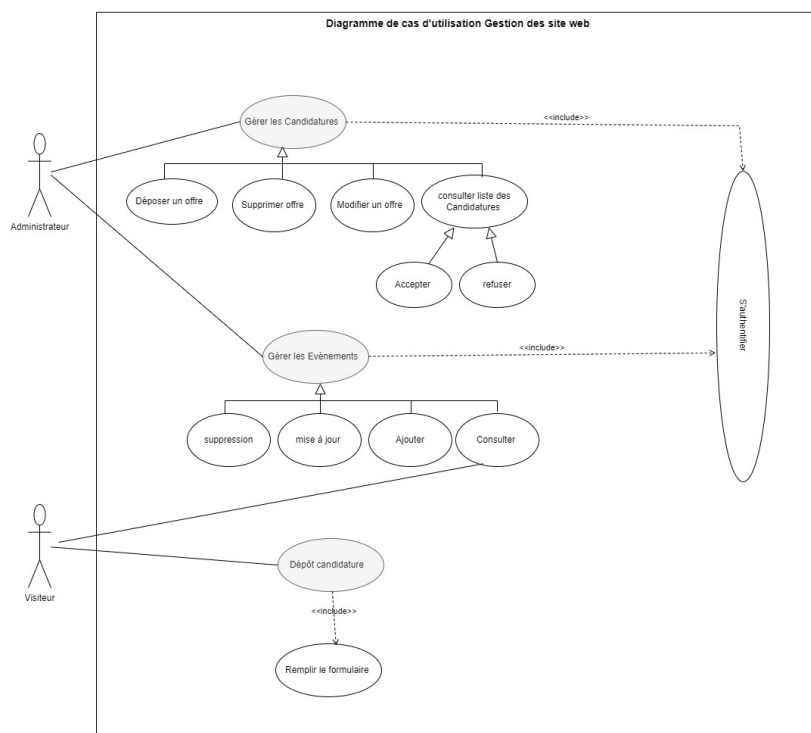 Diagramme de cas d'utilisation Gestion des site web
Gérer les Candidatures
<<include>>
Déposer un offre
Supprimer offre
Modifier un offre
consulter liste des
Candidatures
Administrateur
Accepter
refuser
S'authentifier
Gérer les Evènements
<<include>>
suppression
mise à jour
Ajouter
Consulter
Visiteur
Dépôt candidature
<<include>>
Remplir le formulaire